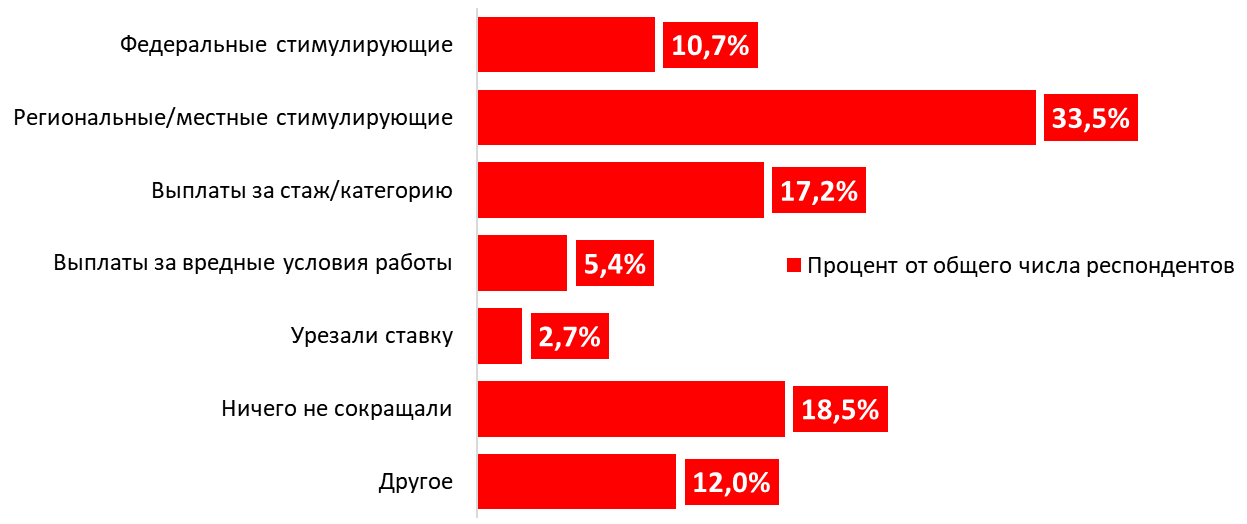 Федеральные стимулирующие
10,7%
Региональные/местные стимулирующие
33,5%
Выплаты за стаж/категорию
17,2%
Выплаты за вредные условия работы
5,4%
Процент от общего числа респондентов
Урезали ставку
2,7%
Ничего не сокращали
18,5%
Другое
12,0%